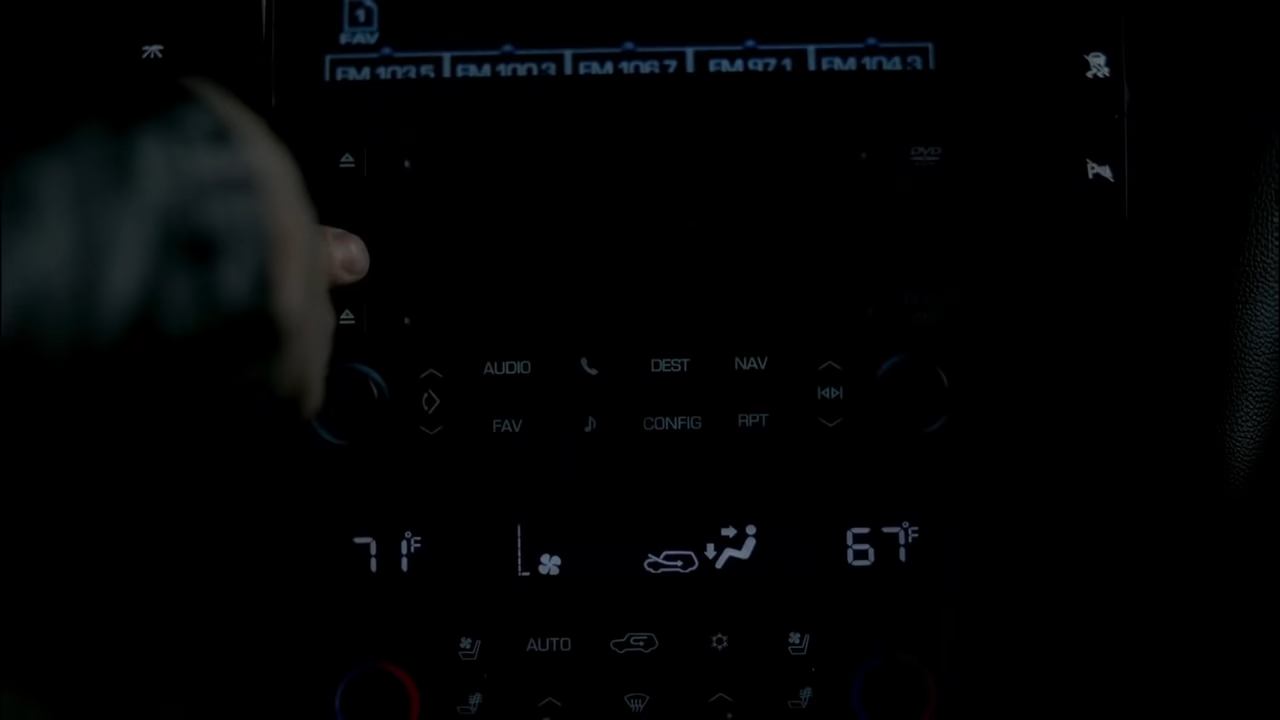 1
FAV
FM 103.5 FM 100.3 FM 106.7 FM 97.1 FM 104.3
DVD
AUDIO DEST NAV
FAV CONFIG RPT
71°F 67°F
AUTO